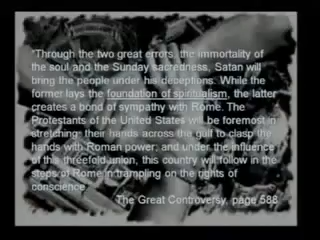 "Through the two great errors, the immortality of
the soul and the Sunday sacredness, Satan will
bring the people under his deceptions. While the
former lays the foundation of spiritualism, the latter
creates a bond of sympathy with Rome. The
Protestants of the United States will be foremost in
stretching their hands across the gulf to clasp the
hands with Roman power; and under the influence
of this threefold union, this country will follow in the
steps of Rome in trampling on the rights of
conscience
The Great Controversy, page 588